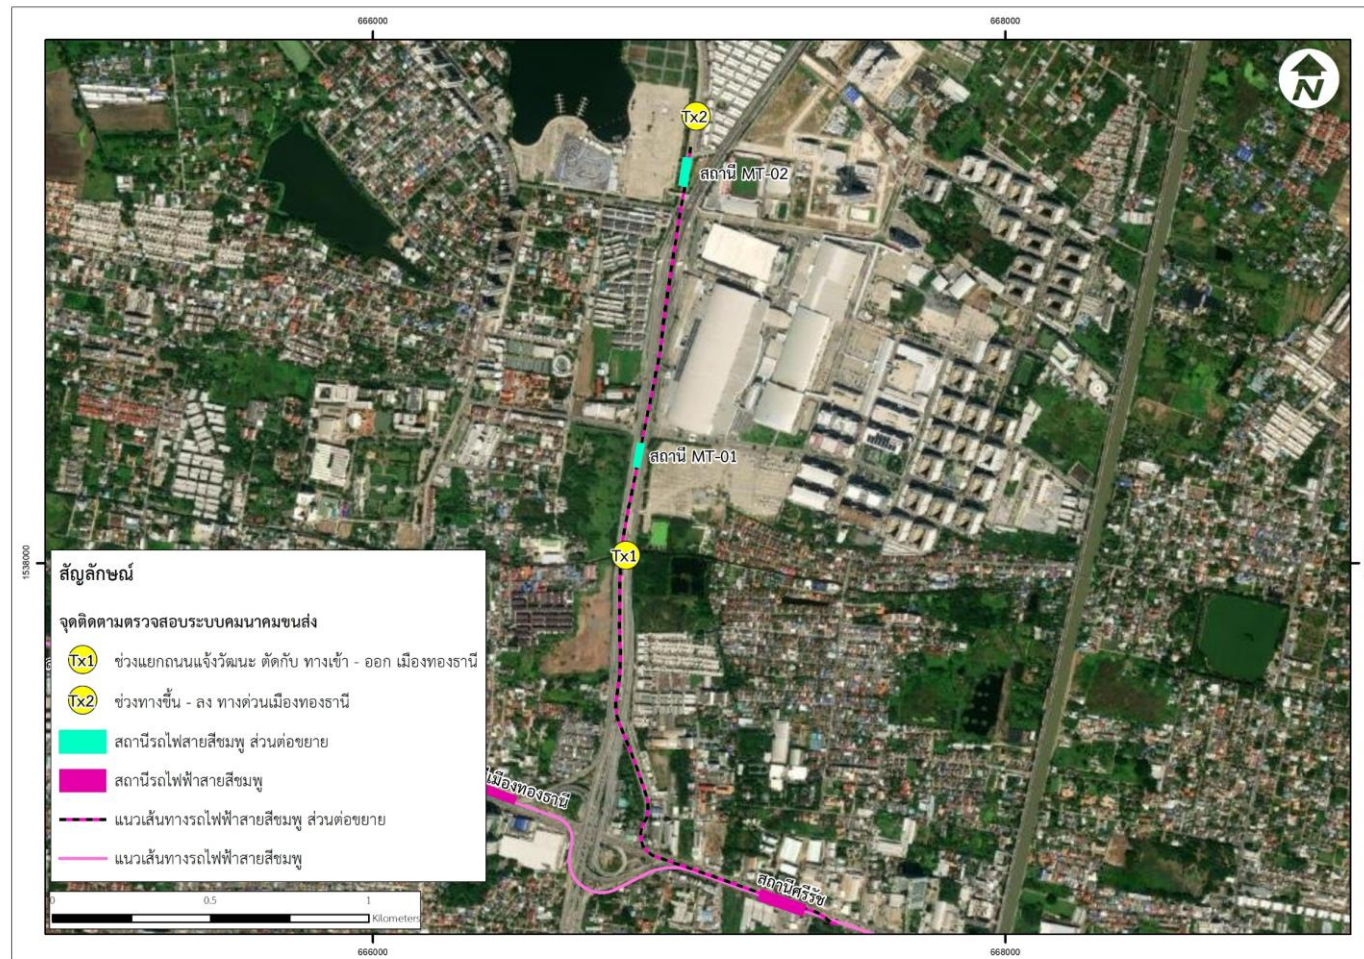 666000
668000
N
Tx2
สถานี MT-02
สถานี MT-01
1538000
Tx1
สัญลักษณ์
จุดติดตามตรวจสอบระบบคมนาคมขนส่ง
Tx1 ช่วงแยกถนนแจ้งวัฒนะ ตัดกับ ทางเข้า - ออก เมืองทองธานี
Tx2 ช่วงทางขึ้น - ลง ทางด่วนเมืองทองธานี
สถานีรถไฟสายสีชมพู ส่วนต่อขยาย
สถานีรถไฟฟ้าสายสีชมพู
แนวเส้นทางรถไฟฟ้าสายสีชมพู ส่วนต่อขยาย
แนวเส้นทางรถไฟฟ้าสายสีชมพู
เมืองทองธานี
สถานีศรีรัช
0 0.5 1
Kilometers
666000
668000